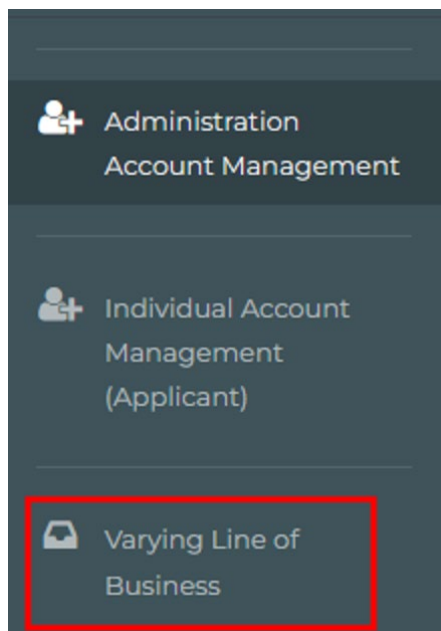 Administration
Account Management
Individual Account
Management
(Applicant)
Varying Line of
Business